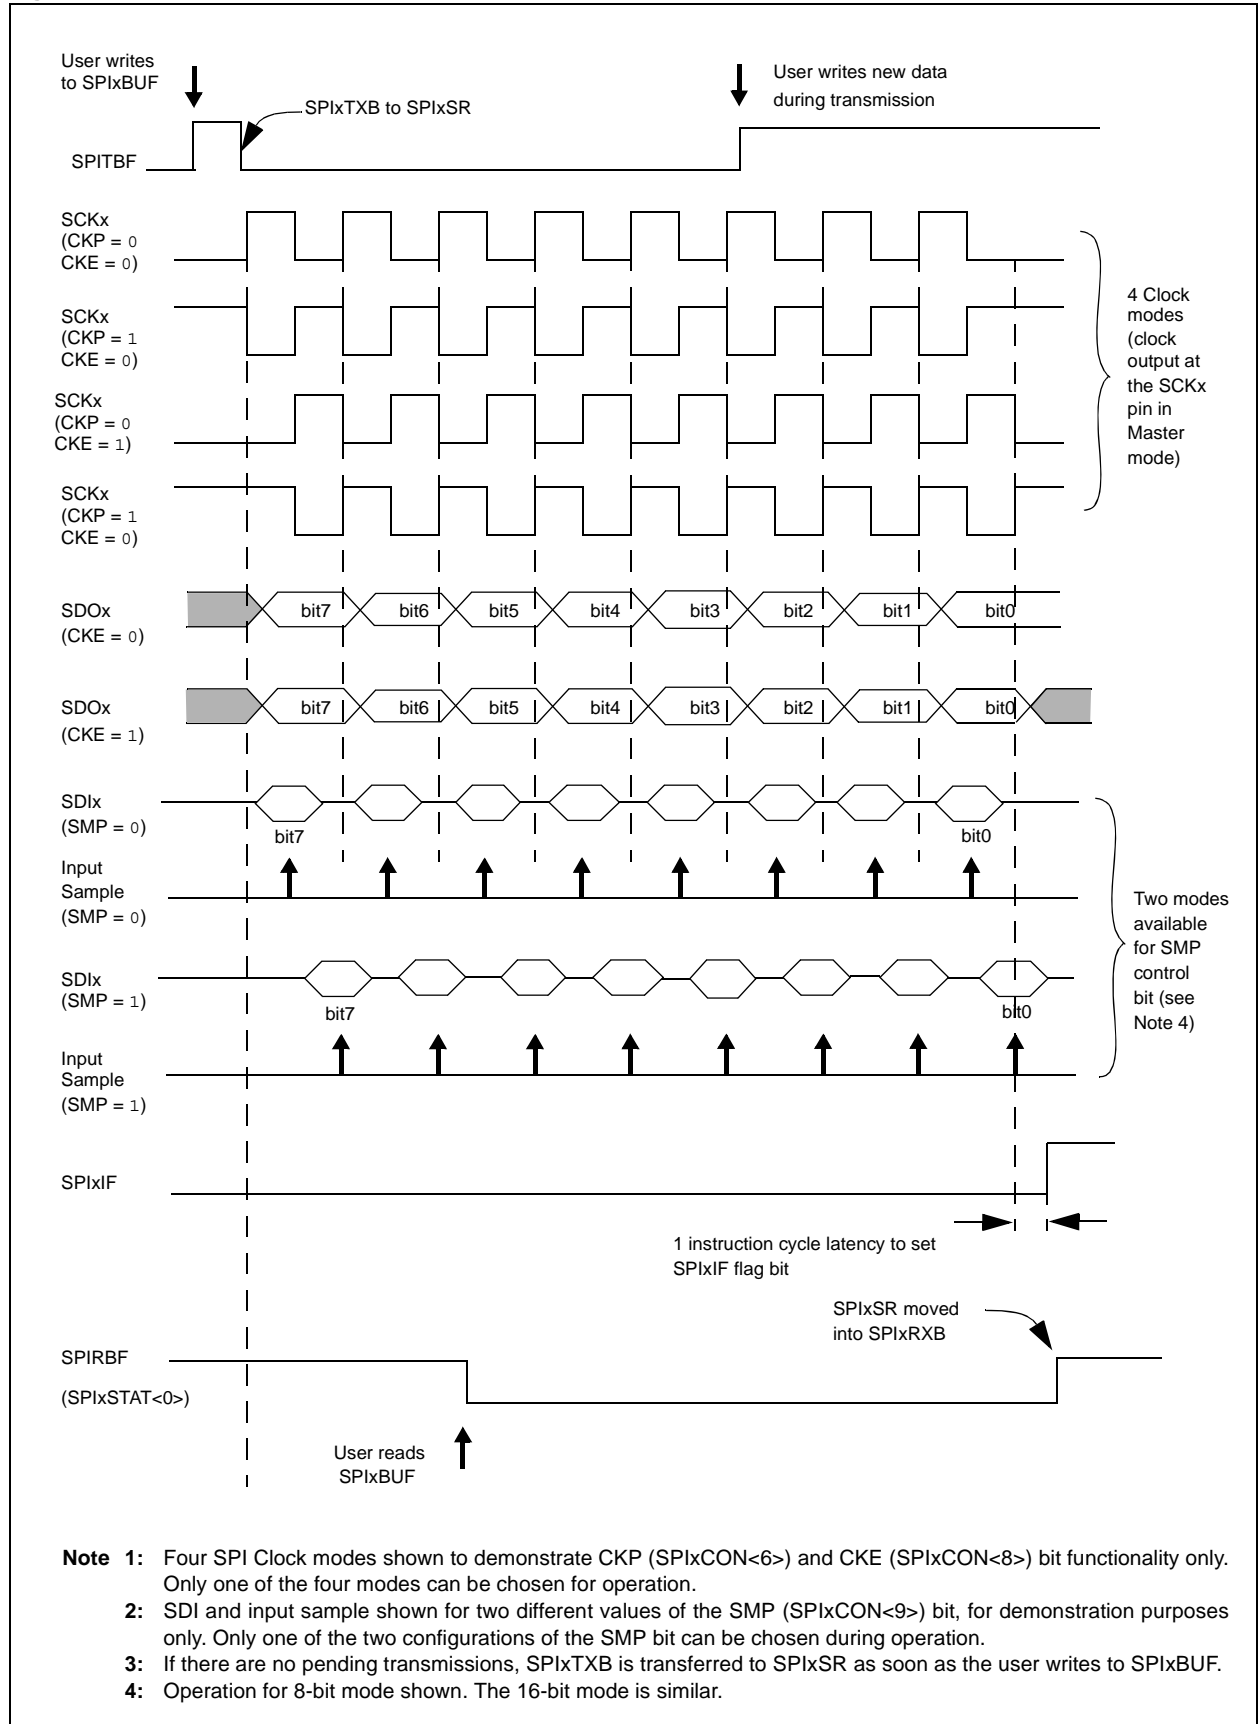 User writes
to SPIxBUF
User writes new data
during transmission
SPIxTXB to SPIxSR
SPITBF
SCKx
(CKP = 0
CKE = 0)
SCKx
(CKP = 1
CKE = 0)
SCKx
(CKP = 0
CKE = 1)
SCKx
(CKP = 1
CKE = 0)
4 Clock
modes
(clock
output at
the SCKx
pin in
Master
mode)
SDOx
(CKE = 0)
bit7 bit6 bit5 bit4 bit3 bit2 bit1 bit0
SDOx
(CKE = 1)
bit7 bit6 bit5 bit4 bit3 bit2 bit1 bit0
SDIx
(SMP = 0)
bit7 bit0
Input
Sample
(SMP = 0)
SDIx
(SMP = 1)
bit7 bit0
Input
Sample
(SMP = 1)
Two modes
available
for SMP
control
bit (see
Note 4)
SPIxIF
1 instruction cycle latency to set
SPIxIF flag bit
SPIxSR moved
into SPIxRXB
SPIRBF
(SPIxSTAT<0>)
User reads
SPIxBUF
Note 1: Four SPI Clock modes shown to demonstrate CKP (SPIxCON<6>) and CKE (SPIxCON<8>) bit functionality only.
Only one of the four modes can be chosen for operation.
2: SDI and input sample shown for two different values of the SMP (SPIxCON<9>) bit, for demonstration purposes
only. Only one of the two configurations of the SMP bit can be chosen during operation.
3: If there are no pending transmissions, SPIxTXB is transferred to SPIxSR as soon as the user writes to SPIxBUF.
4: Operation for 8-bit mode shown. The 16-bit mode is similar.